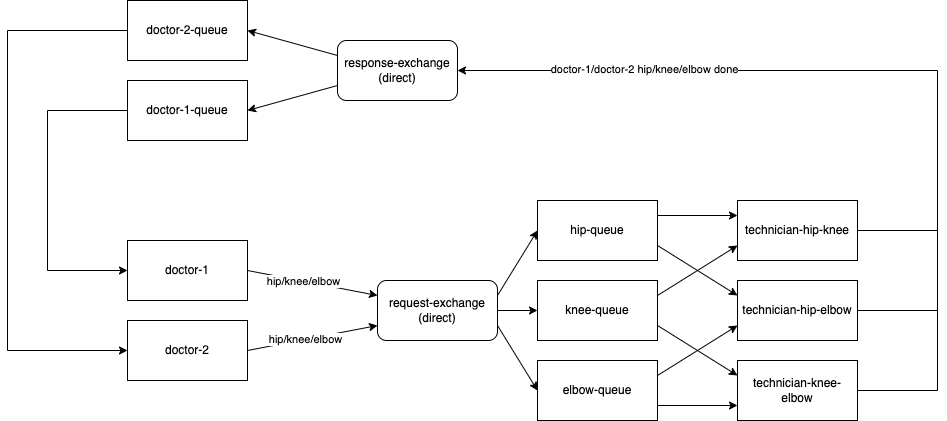 doctor-2-queue
response-exchange
(direct)
doctor-1/doctor-2 hip/knee/elbow done
doctor-1-queue
hip-queue
technician-hip-knee
doctor-1
hip/knee/elbow
request-exchange
(direct)
knee-queue
technician-hip-elbow
doctor-2
hip/knee/elbow
elbow-queue
technician-knee-
elbow